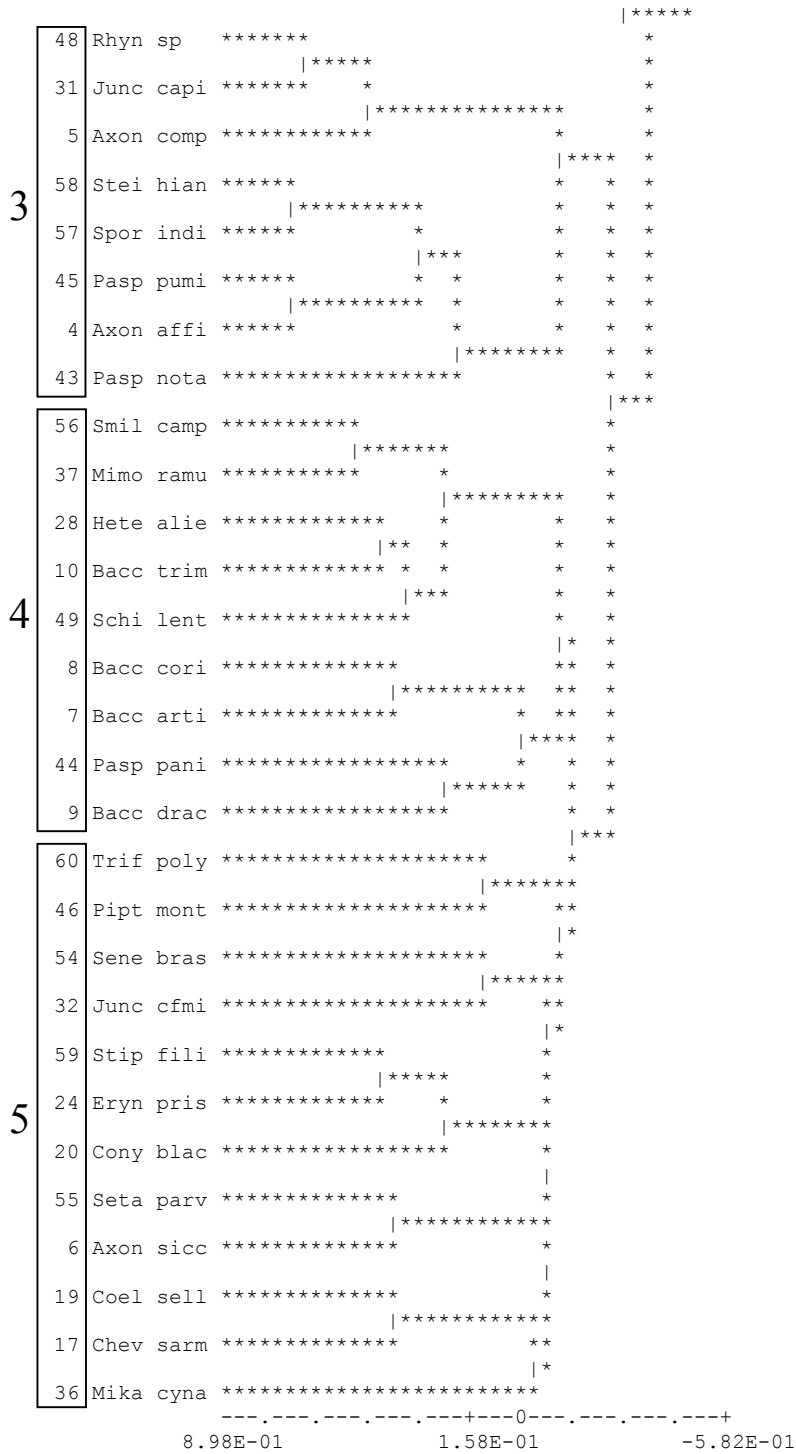 |*****
48 Rhyn sp ******* *
|***** *
31 Junc capi ******* * *
|*************** *
5 Axon comp ************ * *
|**** *
58 Stei hian ****** * * *
3
|********** * * *
57 Spor indi ****** * * * *
|*** * * *
45 Pasp pumi ****** * * * * *
|********** * * * *
4 Axon affi ****** * * * *
|******** * *
43 Pasp nota ******************* * *
|***
56 Smil camp *********** *
|******* *
37 Mimo ramu *********** * *
|********* *
28 Hete alie ************* * * *
|** * * *
10 Bacc trim ************* * * * *
|*** * *
4
49 Schi lent *************** * *
|* *
8 Bacc cori ************** ** *
|********** ** *
7 Bacc arti ************** * ** *
|**** *
44 Pasp pani ****************** * * *
|****** * *
9 Bacc drac ****************** * *
|***
60 Trif poly ********************* *
|*******
46 Pipt mont ********************* **
|*
54 Sene bras ********************* *
|******
32 Junc cfmi ********************* **
|*
59 Stip fili ************* *
|***** *
24 Eryn pris ************* * *
5
|********
20 Cony blac ****************** *
|
55 Seta parv ************** *
|************
6 Axon sicc ************** *
|
19 Coel sell ************** *
|************
17 Chev sarm ************** **
|*
36 Mika cyna *************************
---.---.---.---.---+---0---.---.---.---+
8.98E-01 1.58E-01 -5.82E-01